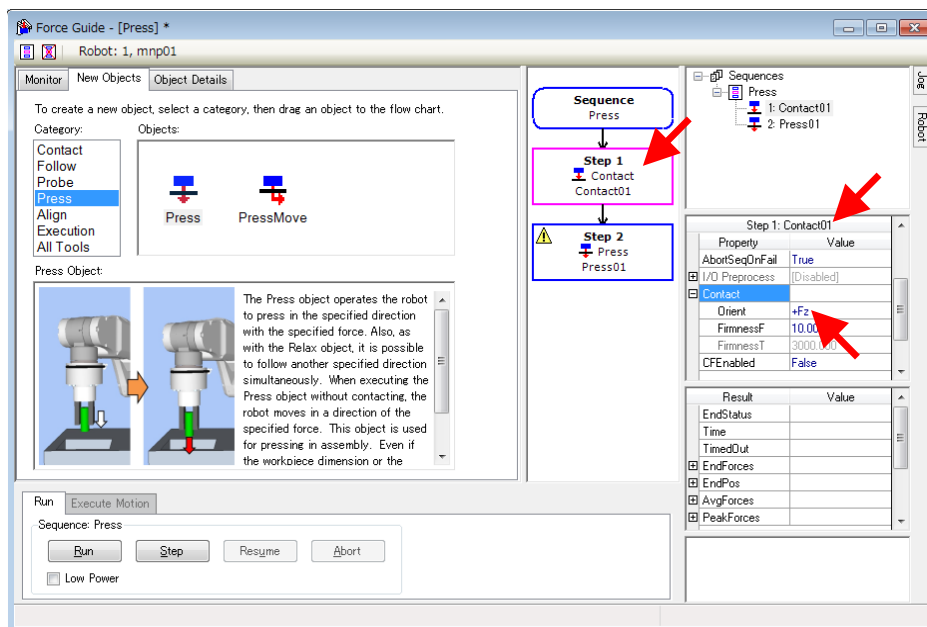 Force Guide - [Press] *
Robot: 1, mnp01
Monitor
New Objects
Object Details
To create a new object, select a category, then drag an object to the flow chart.
Category:
Objects:
Contact
Follow
Probe
Press
Align
Execution
All Tools
Press
PressMove
Press Object:
The Press object operates the robot
to press in the specified direction
with the specified force. Also, as
with the Relax object, it is possible
to follow another specified direction
simultaneously. When executing the
Press object without contacting, the
robot moves in a direction of the
specified force. This object is used
for pressing in assembly. Even if
the workpiece dimension or the
Run
Execute Motion
Sequence: Press
Run
Step
Resume
Abort
Low Power
Sequence
Press
Step 1
Contact
Contact01
Step 2
Press
Press01
Sequences
Press
1: Contact01
2: Press01
Jog
Robot
Step 1: Contact01
Property Value
AbortSeqOnFail True
I/O Preprocess [Disabled]
Contact
Orient +Fz
FirmnessF 10.00
FirmnessT 3000.000
CFEnabled False
Result Value
EndStatus
Time
TimedOut
EndForces
EndPos
AvgForces
PeakForces